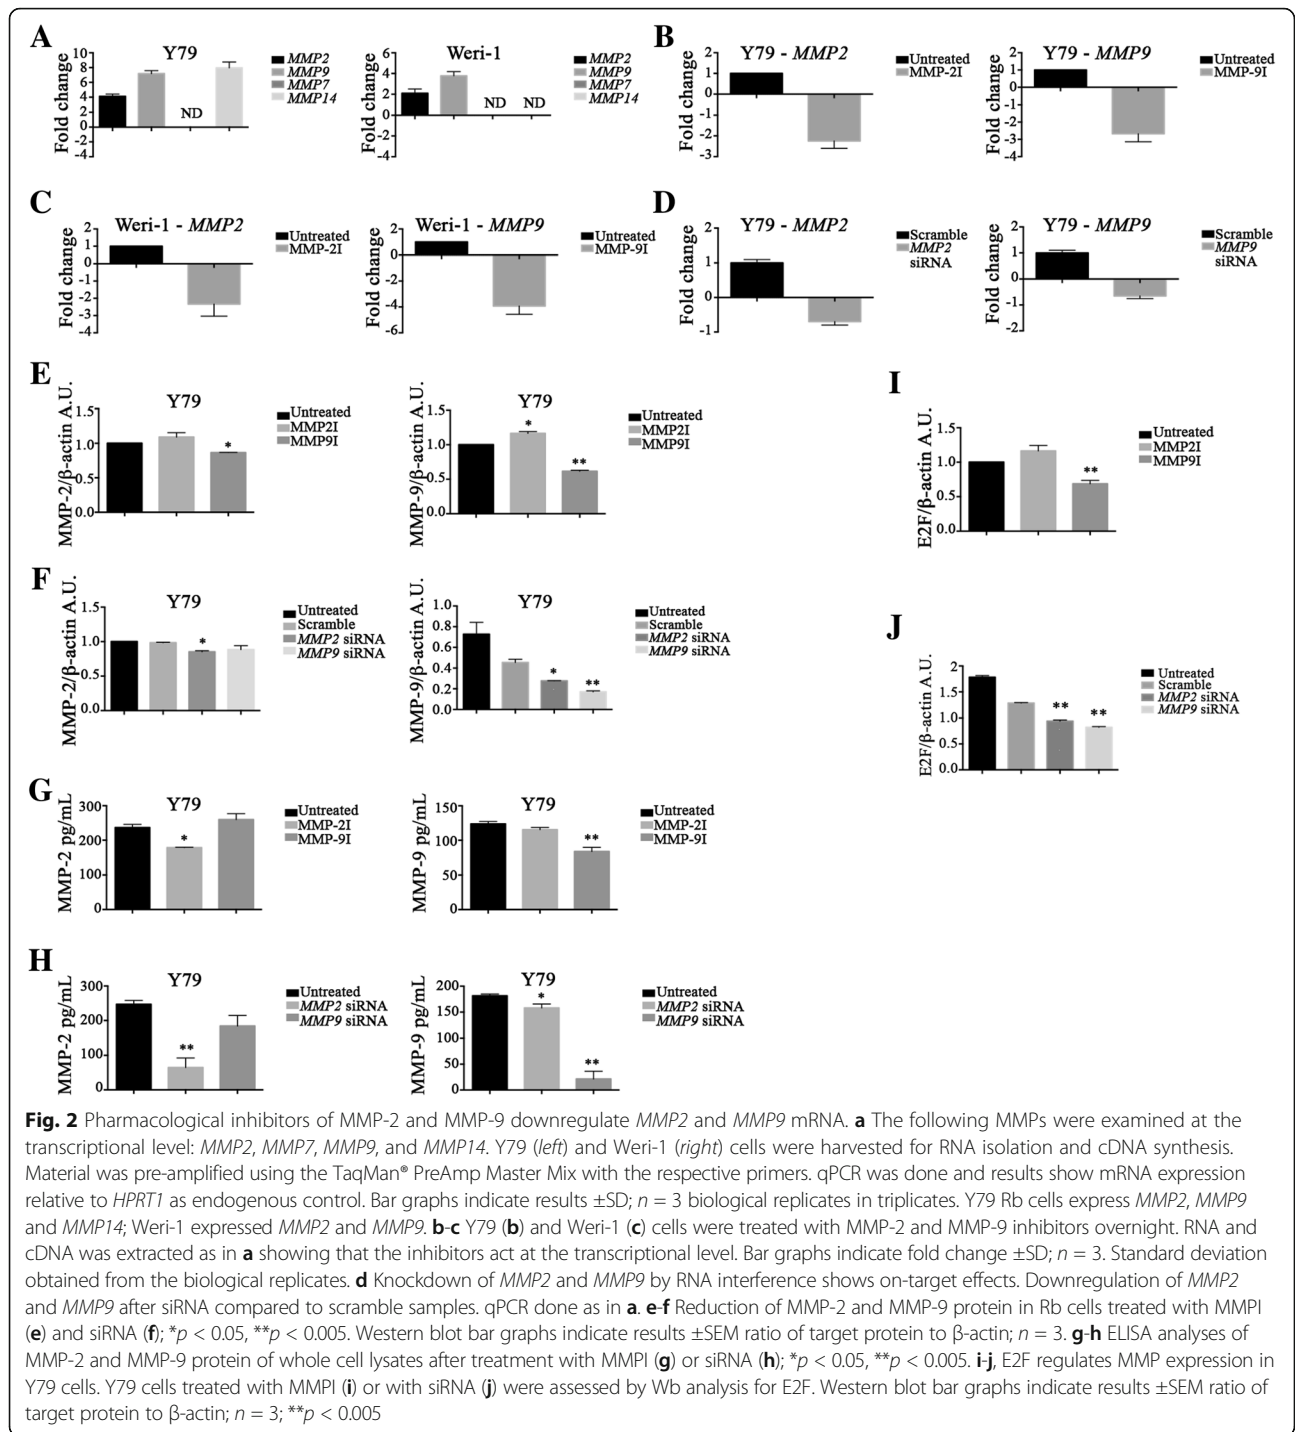 A
Y79
Fold change
10
8
6
4
2
0
-2
-4
ND
MMP2
MMP9
MMP7
MMP14
Weri-1
Fold change
6
4
2
0
-2
-4
ND ND
MMP2
MMP9
MMP7
MMP14
B
Y79 - MMP2
Fold change
2
1
0
-1
-2
-3
Untreated
MMP-2I
Y79 - MMP9
Fold change
2
1
0
-1
-2
-3
-4
Untreated
MMP-9I
C
Weri-1 - MMP2
Fold change
2
1
0
-1
-2
-3
-4
Untreated
MMP-2I
Weri-1 - MMP9
Fold change
2
0
-2
-4
-6
Untreated
MMP-9I
D
Y79 - MMP2
Fold change
2
1
0
-1
Scramble
MMP2
siRNA
Y79 - MMP9
Fold change
2
1
0
-1
-2
Scramble
MMP9
siRNA
E
Y79
MMP-2/β-actin A.U.
1.5
1.0
0.5
0.0
*
Untreated
MMP2I
MMP9I
Y79
MMP-9/β-actin A.U.
1.5
1.0
0.5
0.0
*
**
Untreated
MMP2I
MMP9I
I
E2F/β-actin A.U.
1.5
1.0
0.5
0.0
**
Untreated
MMP2I
MMP9I
F
Y79
MMP-2/β-actin A.U.
1.5
1.0
0.5
0.0
*
Untreated
Scramble
MMP2 siRNA
MMP9 siRNA
Y79
MMP-9/β-actin A.U.
1.0
0.8
0.6
0.4
0.2
0.0
*
**
Untreated
Scramble
MMP2 siRNA
MMP9 siRNA
J
E2F/β-actin A.U.
2
1.5
1.0
0.5
0.0
**
**
Untreated
Scramble
MMP2 siRNA
MMP9 siRNA
G
Y79
MMP-2 pg/mL
300
200
100
0
*
Untreated
MMP-2I
MMP-9I
Y79
MMP-9 pg/mL
150
100
50
0
**
Untreated
MMP-2I
MMP-9I
H
Y79
MMP-2 pg/mL
300
200
100
0
**
Untreated
MMP2 siRNA
MMP9 siRNA
Y79
MMP-9 pg/mL
200
150
100
50
0
*
**
Untreated
MMP2 siRNA
MMP9 siRNA
Fig. 2 Pharmacological inhibitors of MMP-2 and MMP-9 downregulate MMP2 and MMP9 mRNA. a The following MMPs were examined at the
transcriptional level: MMP2, MMP7, MMP9, and MMP14. Y79 (left) and Weri-1 (right) cells were harvested for RNA isolation and cDNA synthesis.
Material was pre-amplified using the TaqMan® PreAmp Master Mix with the respective primers. qPCR was done and results show mRNA expression
relative to HPRT1 as endogenous control. Bar graphs indicate results ±SD; n = 3 biological replicates in triplicates. Y79 Rb cells express MMP2, MMP9
and MMP14; Weri-1 expressed MMP2 and MMP9. b-c Y79 (b) and Weri-1 (c) cells were treated with MMP-2 and MMP-9 inhibitors overnight. RNA and
cDNA was extracted as in a showing that the inhibitors act at the transcriptional level. Bar graphs indicate fold change ±SD; n = 3. Standard deviation
obtained from the biological replicates. d Knockdown of MMP2 and MMP9 by RNA interference shows on-target effects. Downregulation of MMP2
and MMP9 after siRNA compared to scramble samples. qPCR done as in a. e-f Reduction of MMP-2 and MMP-9 protein in Rb cells treated with MMPI
(e) and siRNA (f); *p < 0.05, **p < 0.005. Western blot bar graphs indicate results ±SEM ratio of target protein to β-actin; n = 3. g-h ELISA analyses of
MMP-2 and MMP-9 protein of whole cell lysates after treatment with MMPI (g) or siRNA (h); *p < 0.05, **p < 0.005. i-j, E2F regulates MMP expression in
Y79 cells. Y79 cells treated with MMPI (i) or with siRNA (j) were assessed by Wb analysis for E2F. Western blot bar graphs indicate results ±SEM ratio of
target protein to β-actin; n = 3; **p < 0.005